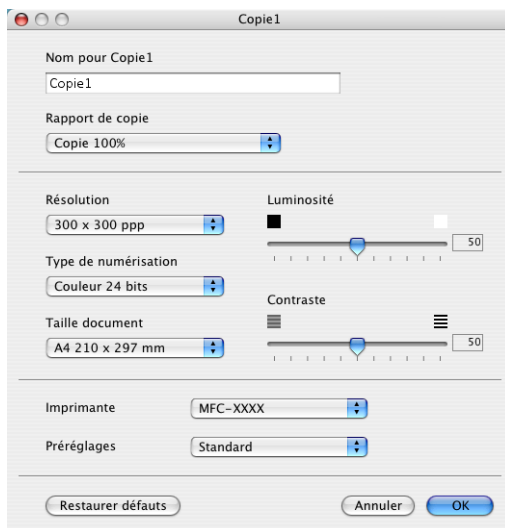 Copie1
Nom pour Copie1
Copie1
Rapport de copie
Copie 100%
Résolution
300 x 300 ppp
Type de numérisation
Couleur 24 bits
Taille document
A4 210 x 297 mm
Luminosité
50
Contraste
50
Imprimante MFC-XXXX
Préréglages Standard
Restaurer défauts Annuler OK